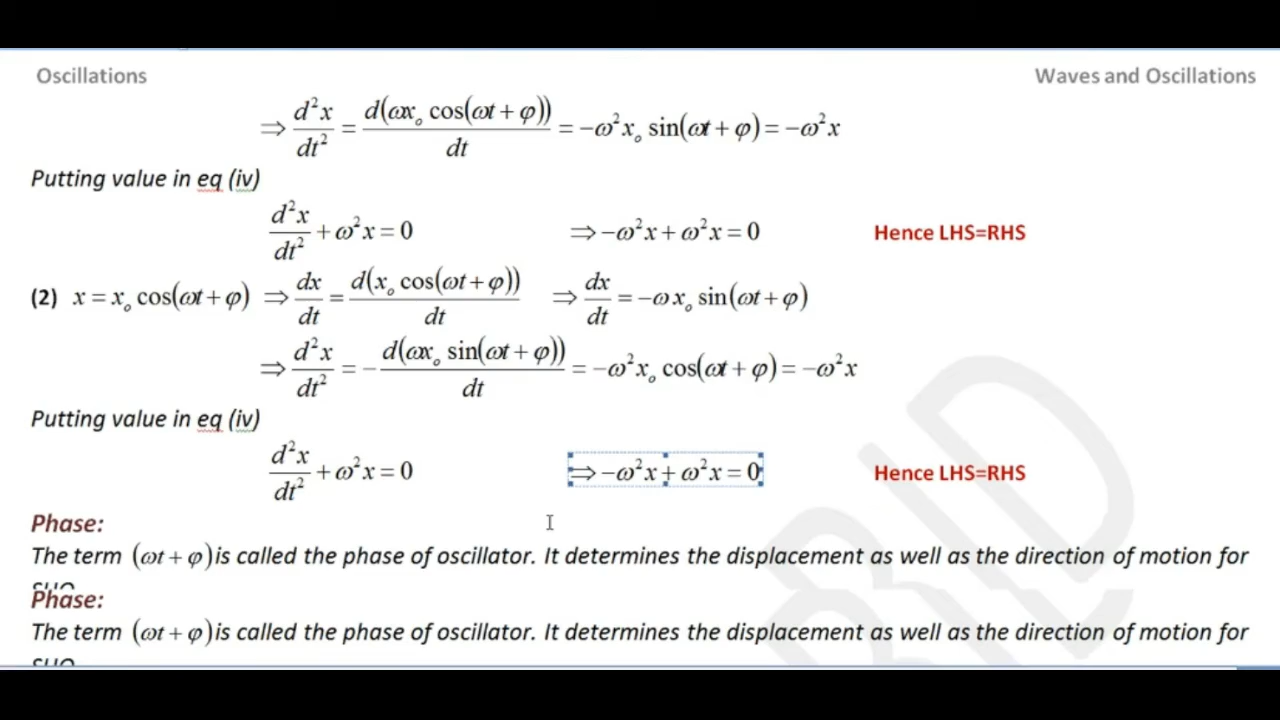 Oscillations Waves and Oscillations
⇒ d²x/dt² = d(ωx₀ cos(ωt + φ))/dt = −ω²x₀ sin(ωt + φ) = −ω²x
Putting value in eq (iv)
d²x/dt² + ω²x = 0 ⇒ −ω²x + ω²x = 0 Hence LHS=RHS
(2) x = x₀ cos(ωt + φ) ⇒ dx/dt = d(x₀ cos(ωt + φ))/dt ⇒ dx/dt = −ω x₀ sin(ωt + φ)
⇒ d²x/dt² = − d(ωx₀ sin(ωt + φ))/dt = −ω²x₀ cos(ωt + φ) = −ω²x
Putting value in eq (iv)
d²x/dt² + ω²x = 0 ⇒ −ω²x + ω²x = 0 Hence LHS=RHS
Phase:
The term (ωt + φ) is called the phase of oscillator. It determines the displacement as well as the direction of motion for
Phase:
The term (ωt + φ) is called the phase of oscillator. It determines the displacement as well as the direction of motion for